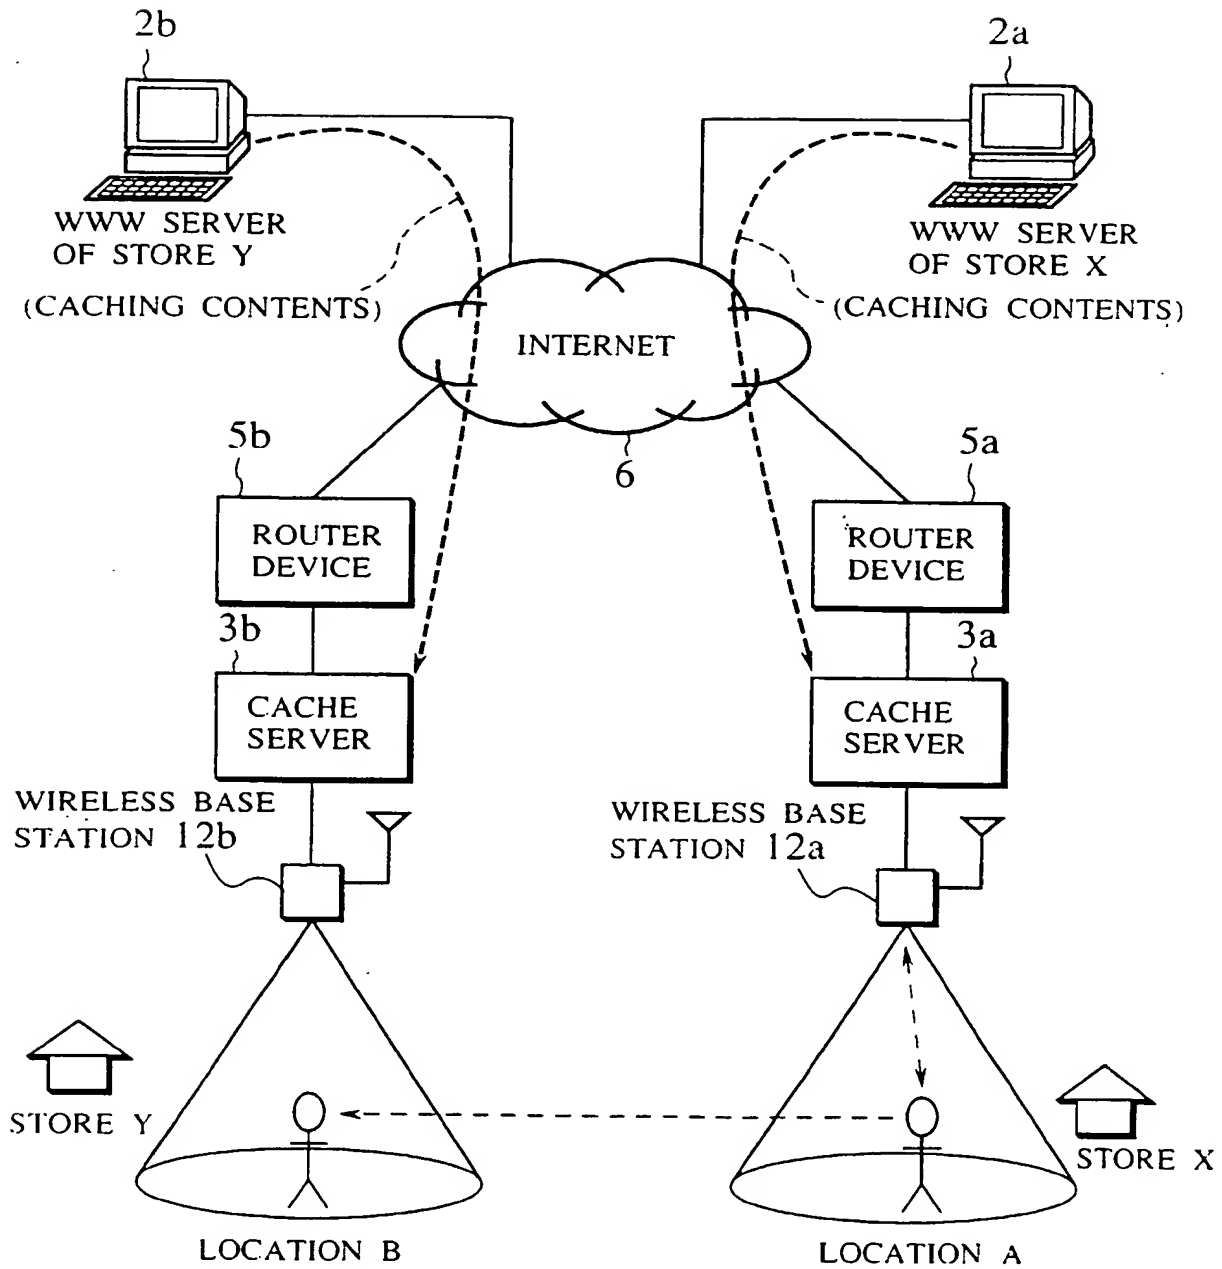 2b
2a
WWW SERVER
OF STORE Y
(CACHING CONTENTS)
WWW SERVER
OF STORE X
(CACHING CONTENTS)
INTERNET
6
5b
5a
ROUTER
DEVICE
ROUTER
DEVICE
3b
3a
CACHE
SERVER
CACHE
SERVER
WIRELESS BASE
STATION 12b
WIRELESS BASE
STATION 12a
STORE Y
STORE X
LOCATION B
LOCATION A